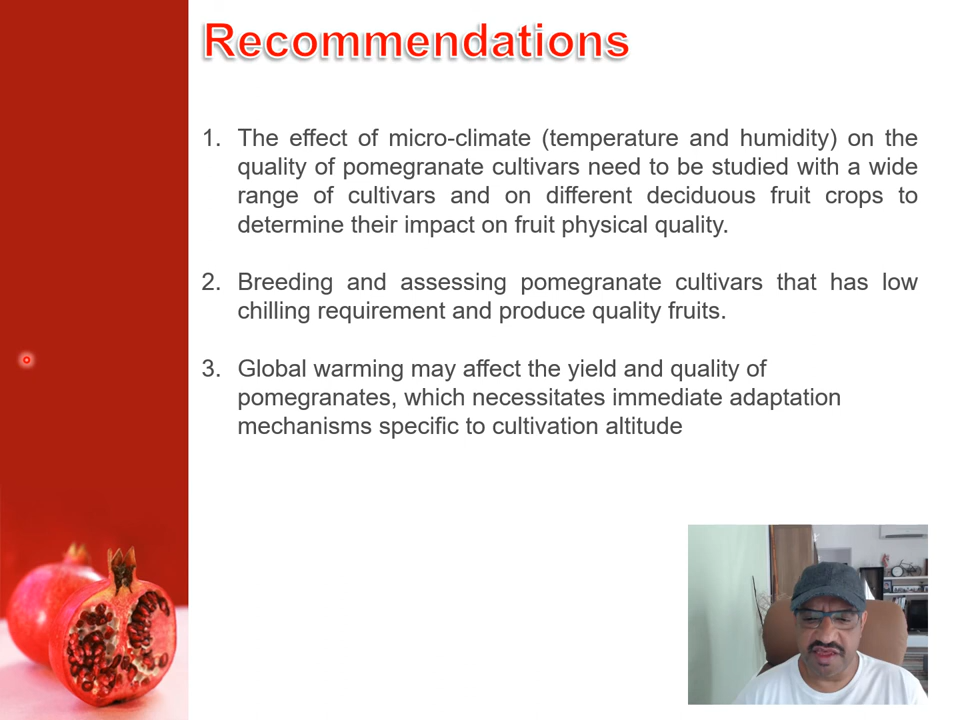 Recommendations
1. The effect of micro-climate (temperature and humidity) on the
quality of pomegranate cultivars need to be studied with a wide
range of cultivars and on different deciduous fruit crops to
determine their impact on fruit physical quality.
2. Breeding and assessing pomegranate cultivars that has low
chilling requirement and produce quality fruits.
3. Global warming may affect the yield and quality of
pomegranates, which necessitates immediate adaptation
mechanisms specific to cultivation altitude